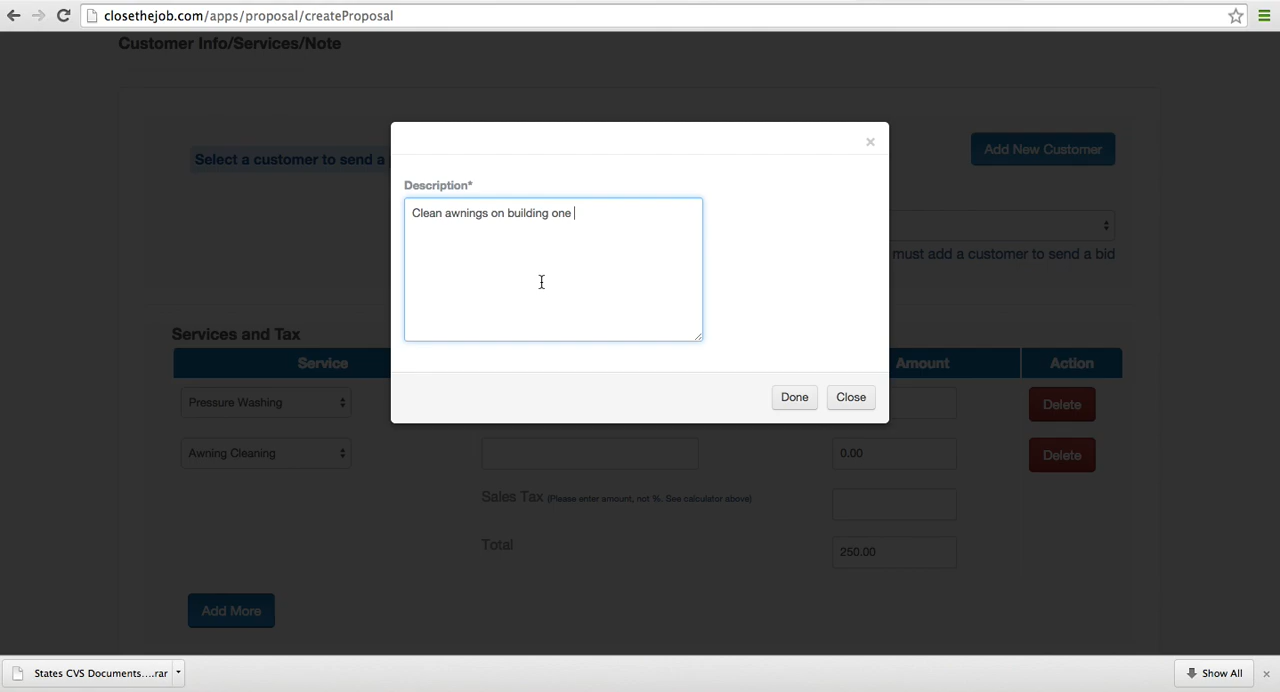 closethejob.com/apps/proposal/createProposal
Customer Info/Services/Note
Select a customer to send a
Add New Customer
must add a customer to send a bid
Description*
Clean awnings on building one
Done
Close
Services and Tax
Service
Amount
Action
Pressure Washing
Delete
Awning Cleaning
0.00
Delete
Sales Tax (Please enter amount, not %. See calculator above)
Total
250.00
Add More
States CVS Documents....rar
Show All